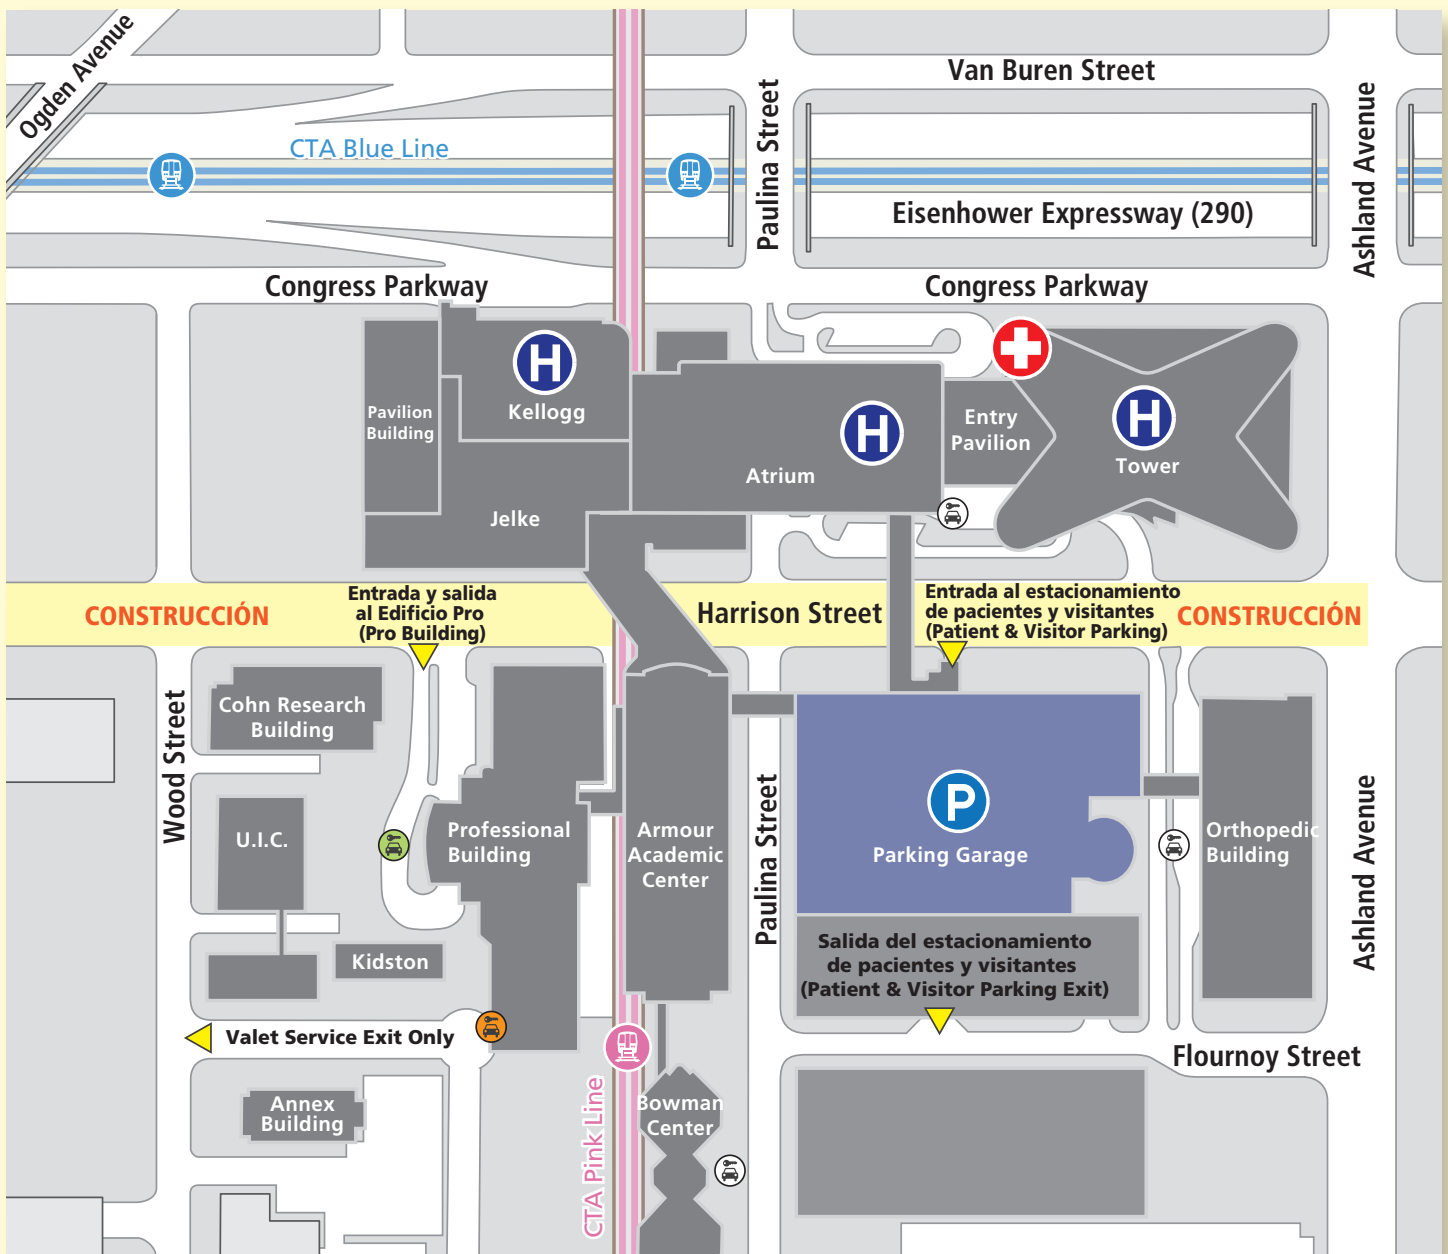 Ogden Avenue
Van Buren Street
CTA Blue Line
Paulina Street
Ashland Avenue
Eisenhower Expressway (290)
Congress Parkway
Congress Parkway
H
Kellogg
Pavilion
Building
H
Atrium
Entry
Pavilion
H
Tower
Jelke
CONSTRUCCIÓN
Entrada y salida
al Edificio Pro
(Pro Building)
Harrison Street
Entrada al estacionamiento
de pacientes y visitantes
(Patient & Visitor Parking)
CONSTRUCCIÓN
Wood Street
Cohn Research
Building
U.I.C.
Professional
Building
Armour
Academic
Center
Paulina Street
P
Parking Garage
Orthopedic
Building
Ashland Avenue
Kidston
Salida del estacionamiento
de pacientes y visitantes
(Patient & Visitor Parking Exit)
Valet Service Exit Only
Flournoy Street
Annex
Building
CTA Pink Line
Bowman
Center